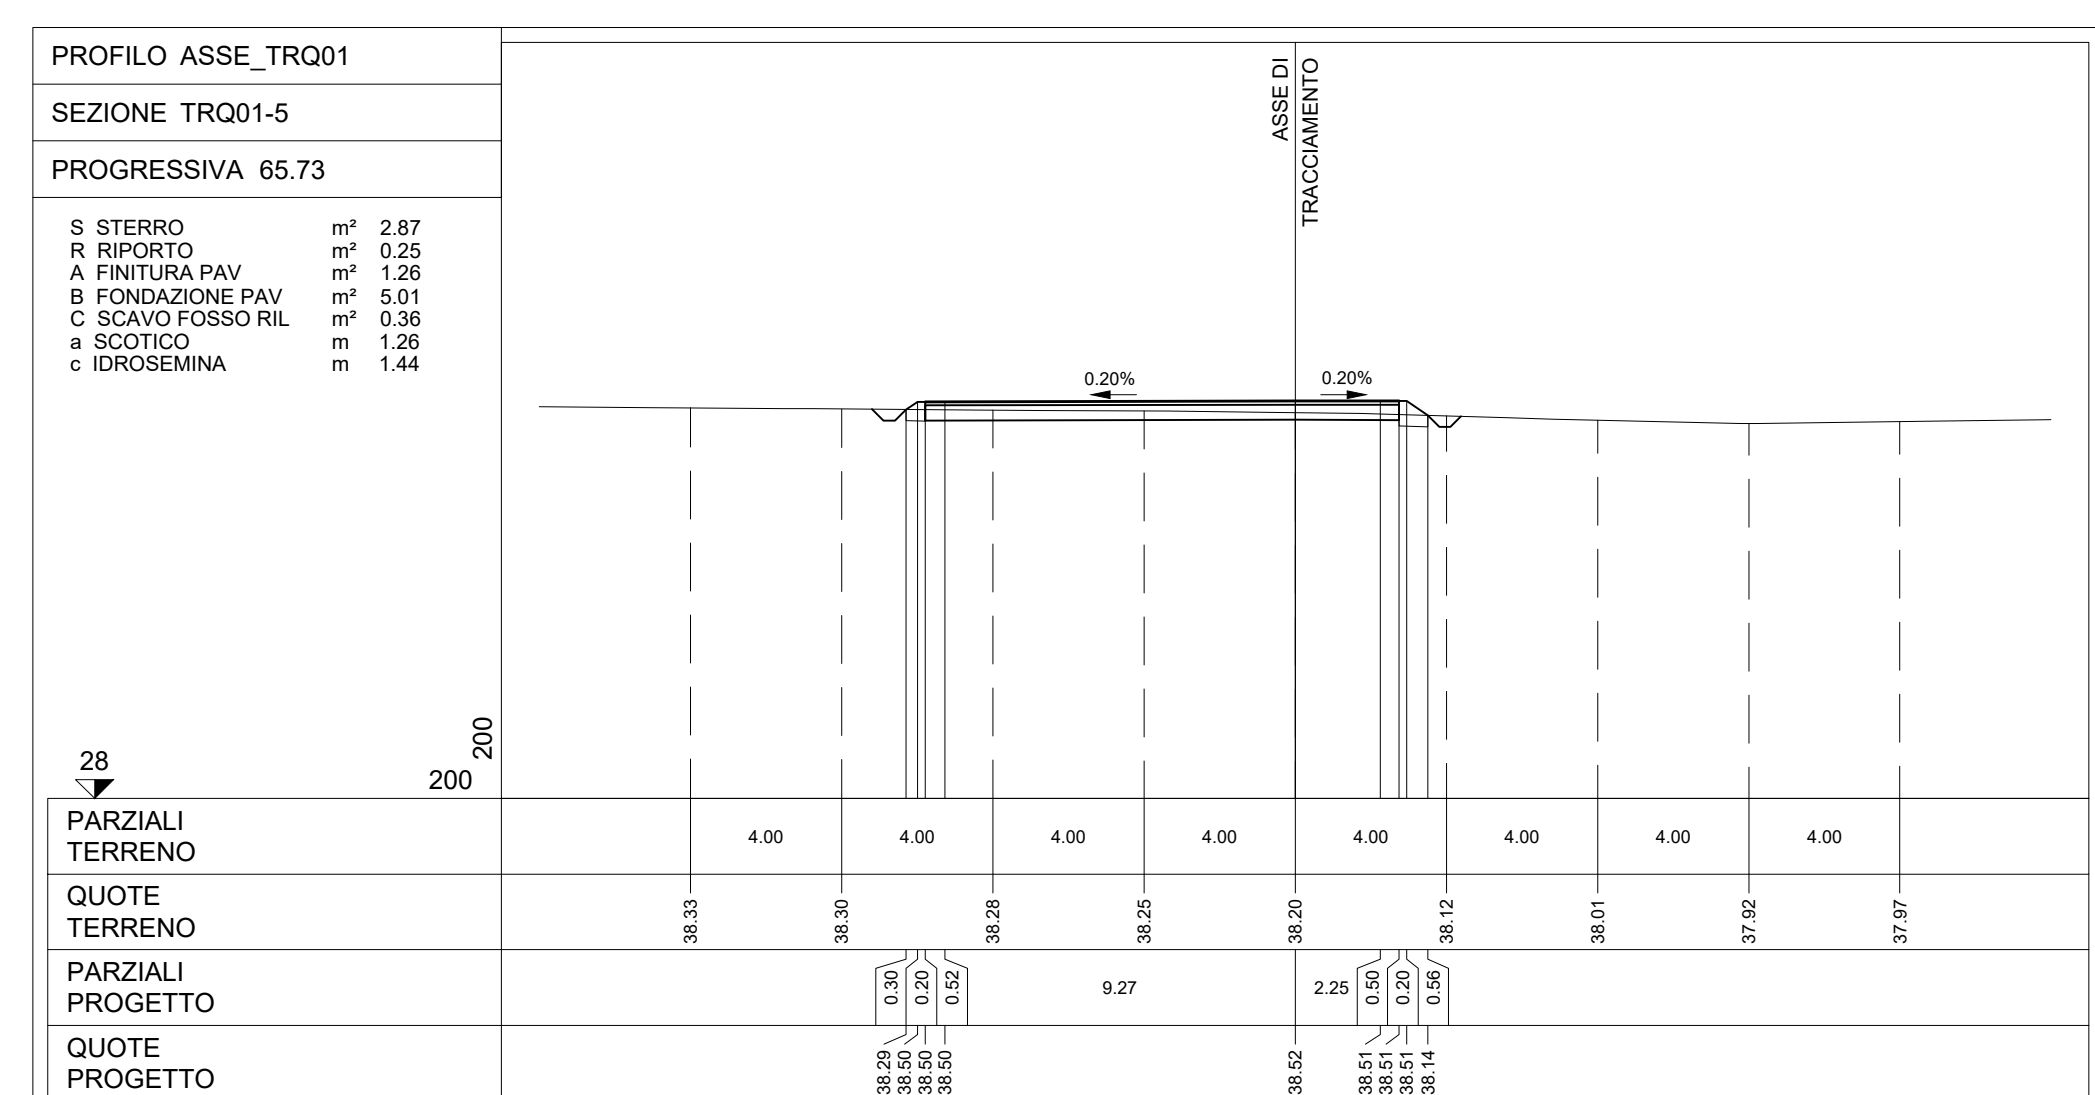 PROFILO ASSE_TRQ01
SEZIONE TRQ01-5
PROGRESSIVA 65.73
S STERRO m² 2.87
R RIPORTO m² 0.25
A FINITURA PAV m² 1.26
B FONDAZIONE PAV m² 5.01
C SCAVO FOSSO RIL m² 0.36
a SCOTICO m 1.26
c IDROSEMINA m 1.44
ASSE DI
TRACCIAMENTO
0.20% 0.20%
28
200
200
PARZIALI
TERRENO
4.00 4.00 4.00 4.00 4.00 4.00 4.00 4.00
QUOTE
TERRENO
38.33 38.30 38.28 38.25 38.20 38.12 38.01 37.92 37.97
PARZIALI
PROGETTO
0.30 0.20 0.52 9.27 2.25 0.50 0.20 0.56
QUOTE
PROGETTO
38.29 38.50 38.50 38.50 38.52 38.51 38.51 38.51 38.14